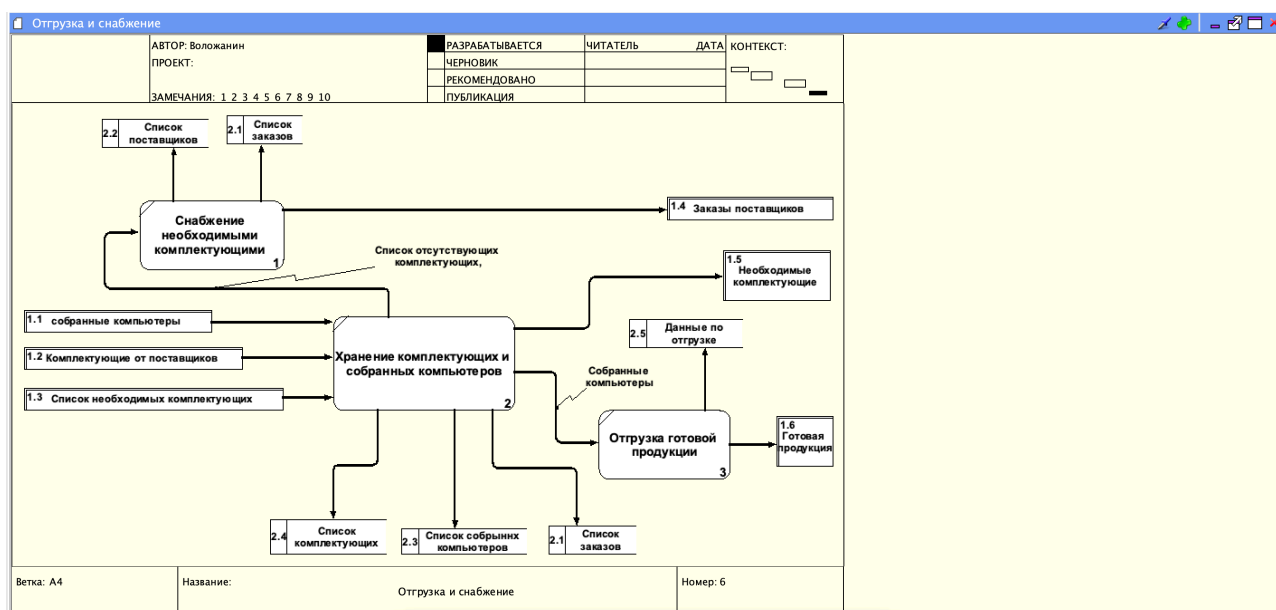 Отгрузка и снабжение
АВТОР: Воложанин
РАЗРАБАТЫВАЕТСЯ
ЧИТАТЕЛЬ
ДАТА
КОНТЕКСТ:
ПРОЕКТ:
ЧЕРНОВИК
РЕКОМЕНДОВАНО
ЗАМЕЧАНИЯ: 1 2 3 4 5 6 7 8 9 10
ПУБЛИКАЦИЯ
2.2
Список
поставщиков
2.1
Список
заказов
Снабжение
необходимыми
комплектующими
1
1.4 Заказы поставщиков
Список отсутствующих
комплектующих,
1.5
Необходимые
комплектующие
1.1 собранные компьютеры
1.2 Комплектующие от поставщиков
1.3 Список необходимых комплектующих
Хранение комплектующих и
собранных компьютеров
2
2.5
Данные по
отгрузке
Собранные
компьютеры
Отгрузка готовой
продукции
3
1.6
Готовая
продукция
2.4
Список
комплектующих
2.3
Список собрыннх
компьютеров
2.1
Список
заказов
Ветка: A4
Название:
Отгрузка и снабжение
Номер: 6